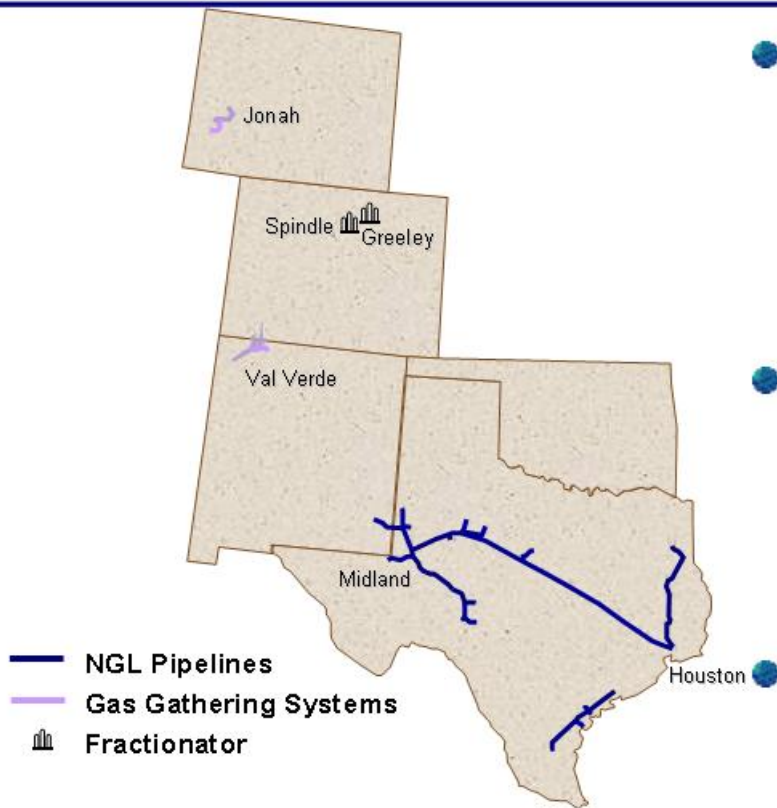 Jonah
Spindle
Greeley
Val Verde
Midland
Houston
NGL Pipelines
Gas Gathering Systems
Fractionator